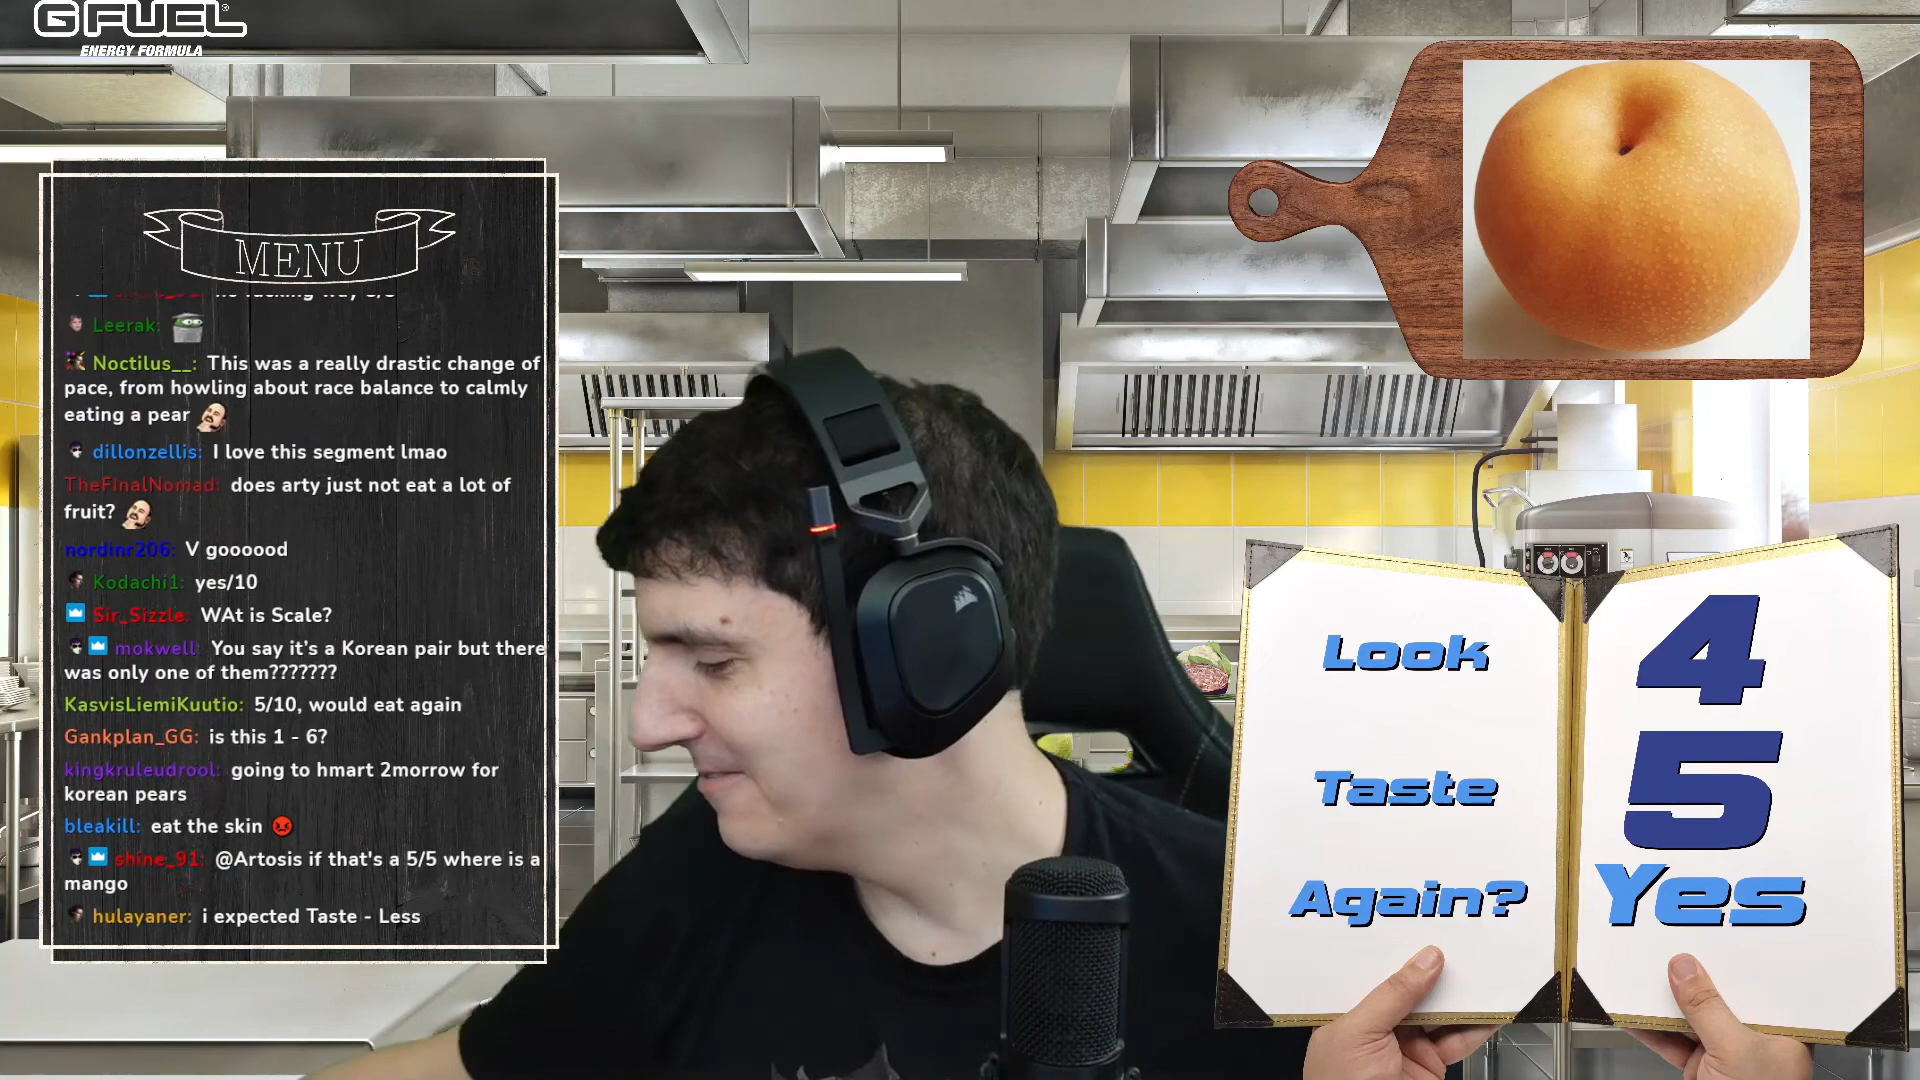 G FUEL
ENERGY FORMULA
MENU
Leerak:
Noctilus__: This was a really drastic change of
pace, from howling about race balance to calmly
eating a pear
dillonzellis: I love this segment lmao
TheFInalNomad: does arty just not eat a lot of
fruit?
nordinr206: V goooood
Kodachi1: yes/10
Sir_Sizzle: WAt is Scale?
mokwell: You say it’s a Korean pair but there
was only one of them???????
KasvisLiemiKuutio: 5/10, would eat again
Gankplan_GG: is this 1 - 6?
kingkruleudrool: going to hmart 2morrow for
korean pears
bleakill: eat the skin
shine_91: @Artosis if that's a 5/5 where is a
mango
hulayaner: i expected Taste - Less
Look 4
Taste 5
Again? Yes